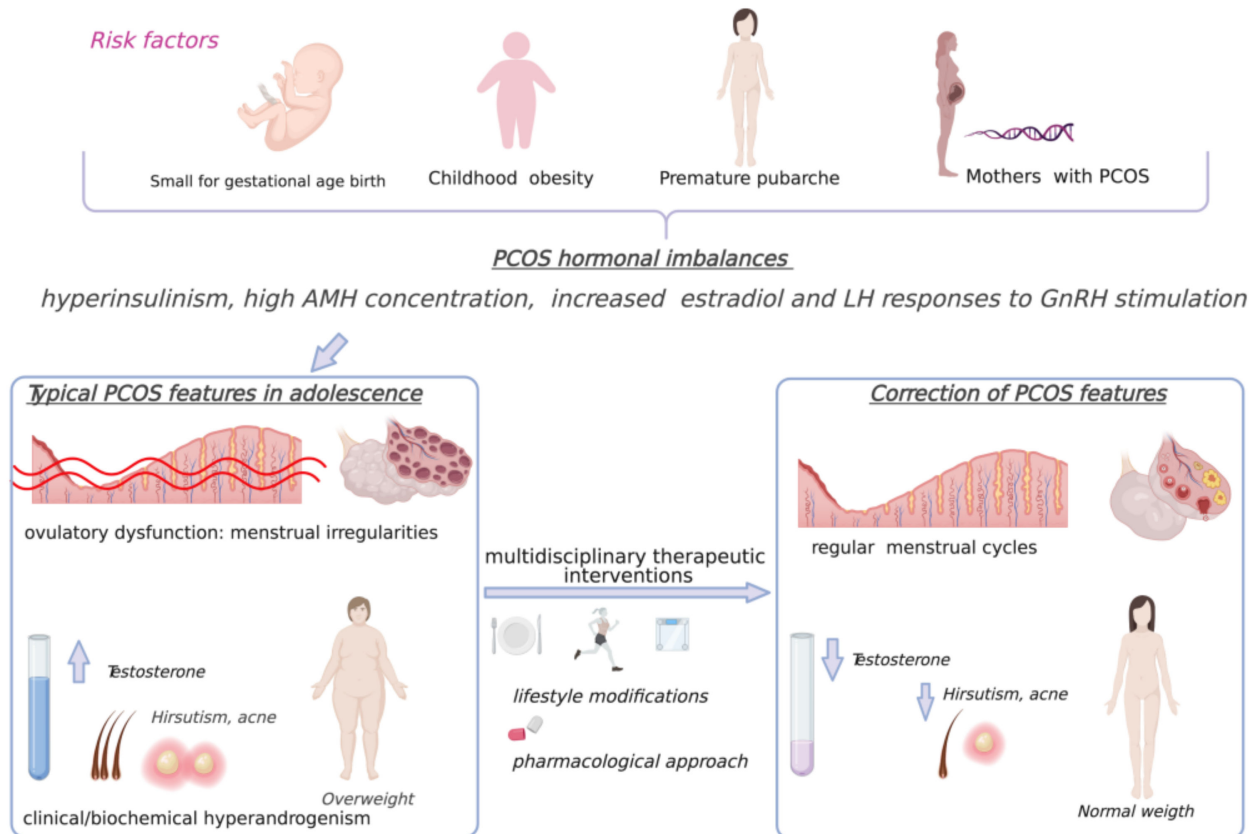 Risk factors
Small for gestational age birth
Childhood obesity
Premature pubarche
Mothers with PCOS
PCOS hormonal imbalances
hyperinsulinism, high AMH concentration, increased estradiol and LH responses to GnRH stimulation
Typical PCOS features in adolescence
ovulatory dysfunction: menstrual irregularities
Testosterone
Hirsutism, acne
Overweight
clinical/biochemical hyperandrogenism
multidisciplinary therapeutic
interventions
lifestyle modifications
pharmacological approach
Correction of PCOS features
regular menstrual cycles
Testosterone
Hirsutism, acne
Normal weigth